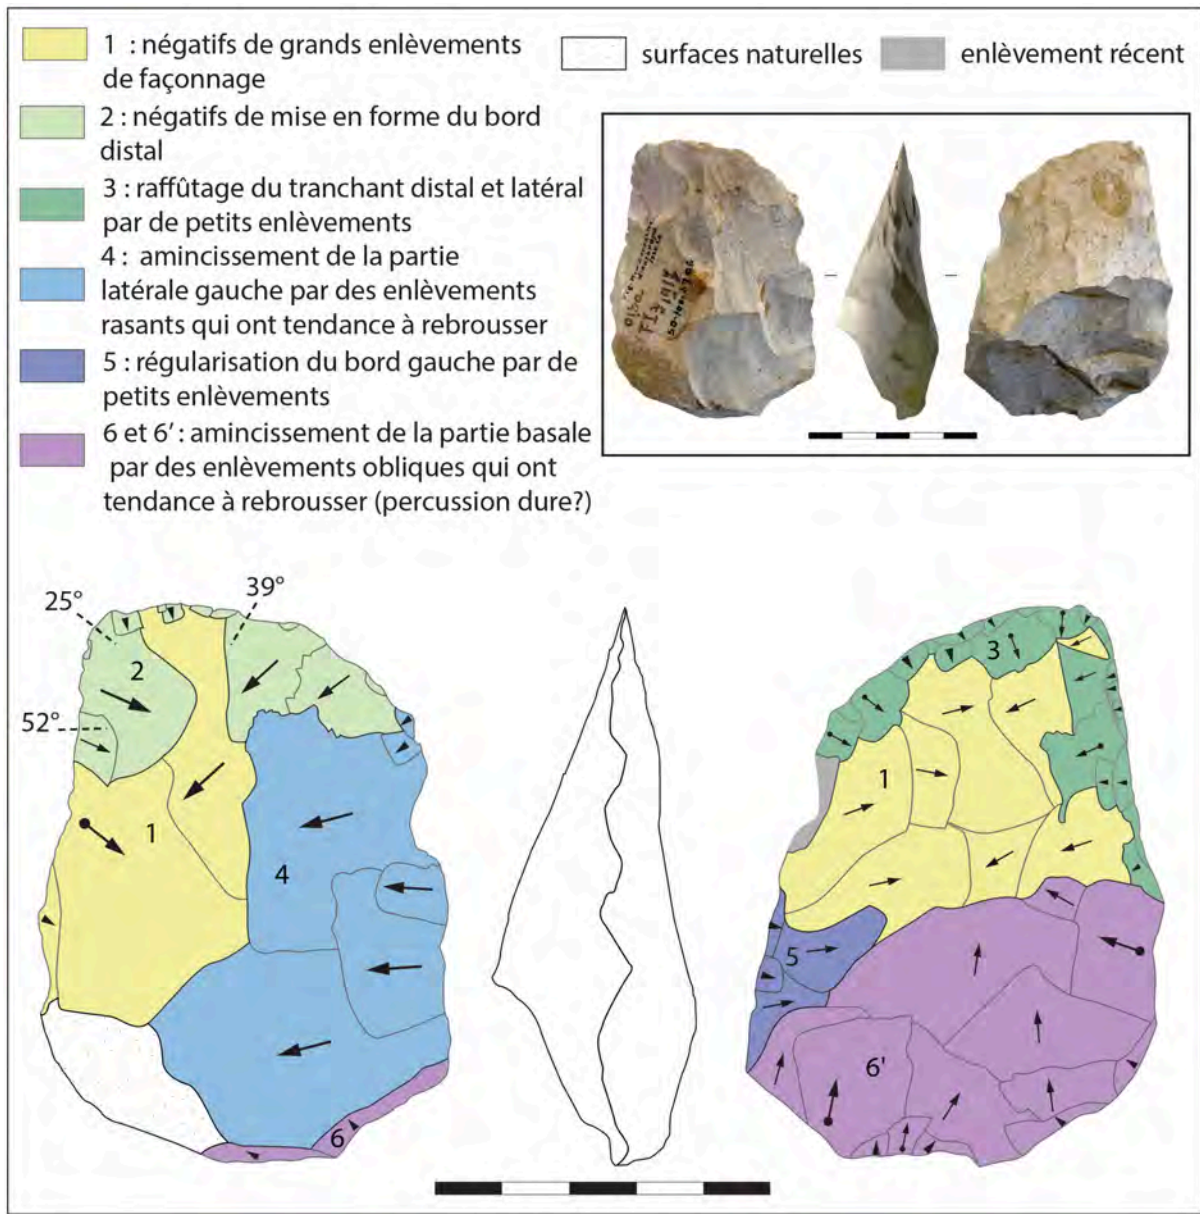 1 : négatifs de grands enlèvements
de façonnage
surfaces naturelles
enlèvement récent
2 : négatifs de mise en forme du bord
distal
3 : raffûtage du tranchant distal et latéral
par de petits enlèvements
4 : amincissement de la partie
latérale gauche par des enlèvements
rasants qui ont tendance à rebrousser
5 : régularisation du bord gauche par de
petits enlèvements
6 et 6' : amincissement de la partie basale
par des enlèvements obliques qui ont
tendance à rebrousser (percussion dure?)
25°
39°
52°
2
1
4
6
3
1
5
6'